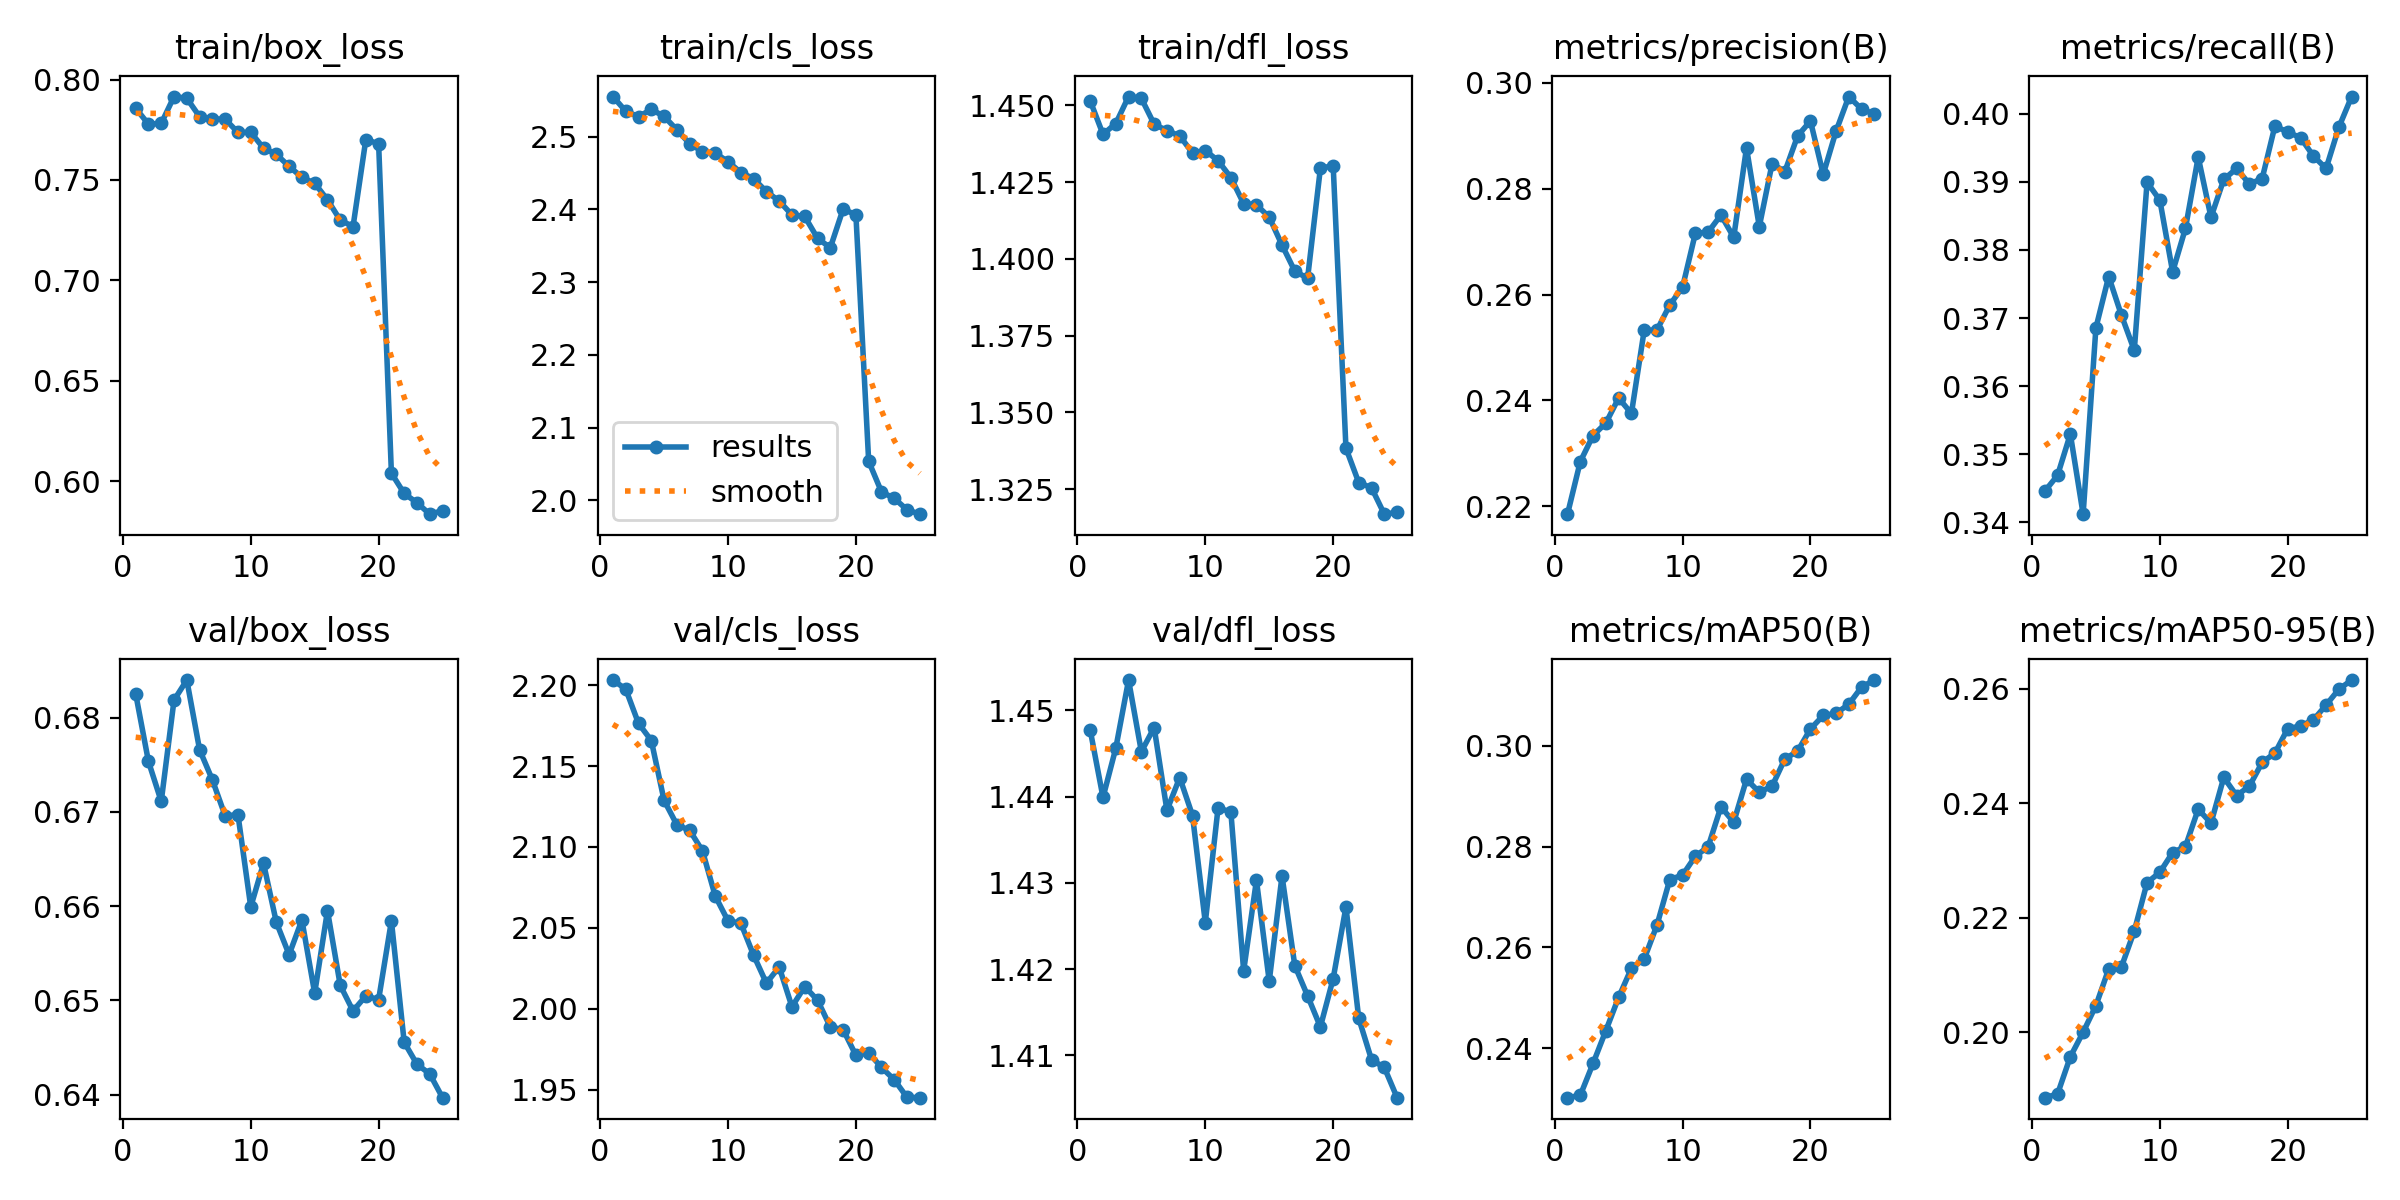 train/box_loss
0.80
0.75
0.70
0.65
0.60
0 10 20
train/cls_loss
2.5
2.4
2.3
2.2
2.1
2.0
results
smooth
0 10 20
train/dfl_loss
1.450
1.425
1.400
1.375
1.350
1.325
0 10 20
metrics/precision(B)
0.30
0.28
0.26
0.24
0.22
0 10 20
metrics/recall(B)
0.40
0.39
0.38
0.37
0.36
0.35
0.34
0 10 20
val/box_loss
0.68
0.67
0.66
0.65
0.64
0 10 20
val/cls_loss
2.20
2.15
2.10
2.05
2.00
1.95
0 10 20
val/dfl_loss
1.45
1.44
1.43
1.42
1.41
0 10 20
metrics/mAP50(B)
0.30
0.28
0.26
0.24
0 10 20
metrics/mAP50-95(B)
0.26
0.24
0.22
0.20
0 10 20